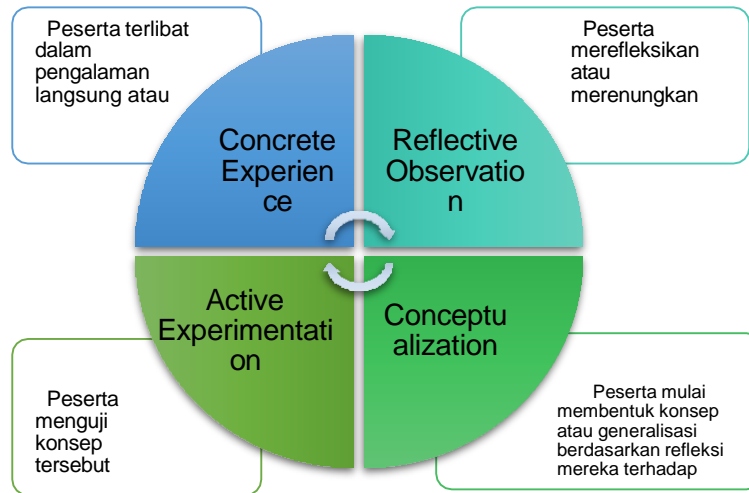 Peserta terlibat
dalam
pengalaman
langsung atau
Peserta
merefleksikan
atau
merenungkan
Concrete
Experien
ce
Reflective
Observatio
n
Active
Experimentati
on
Conceptu
alization
Peserta
menguji
konsep
tersebut
Peserta mulai
membentuk konsep
atau generalisasi
berdasarkan refleksi
mereka terhadap